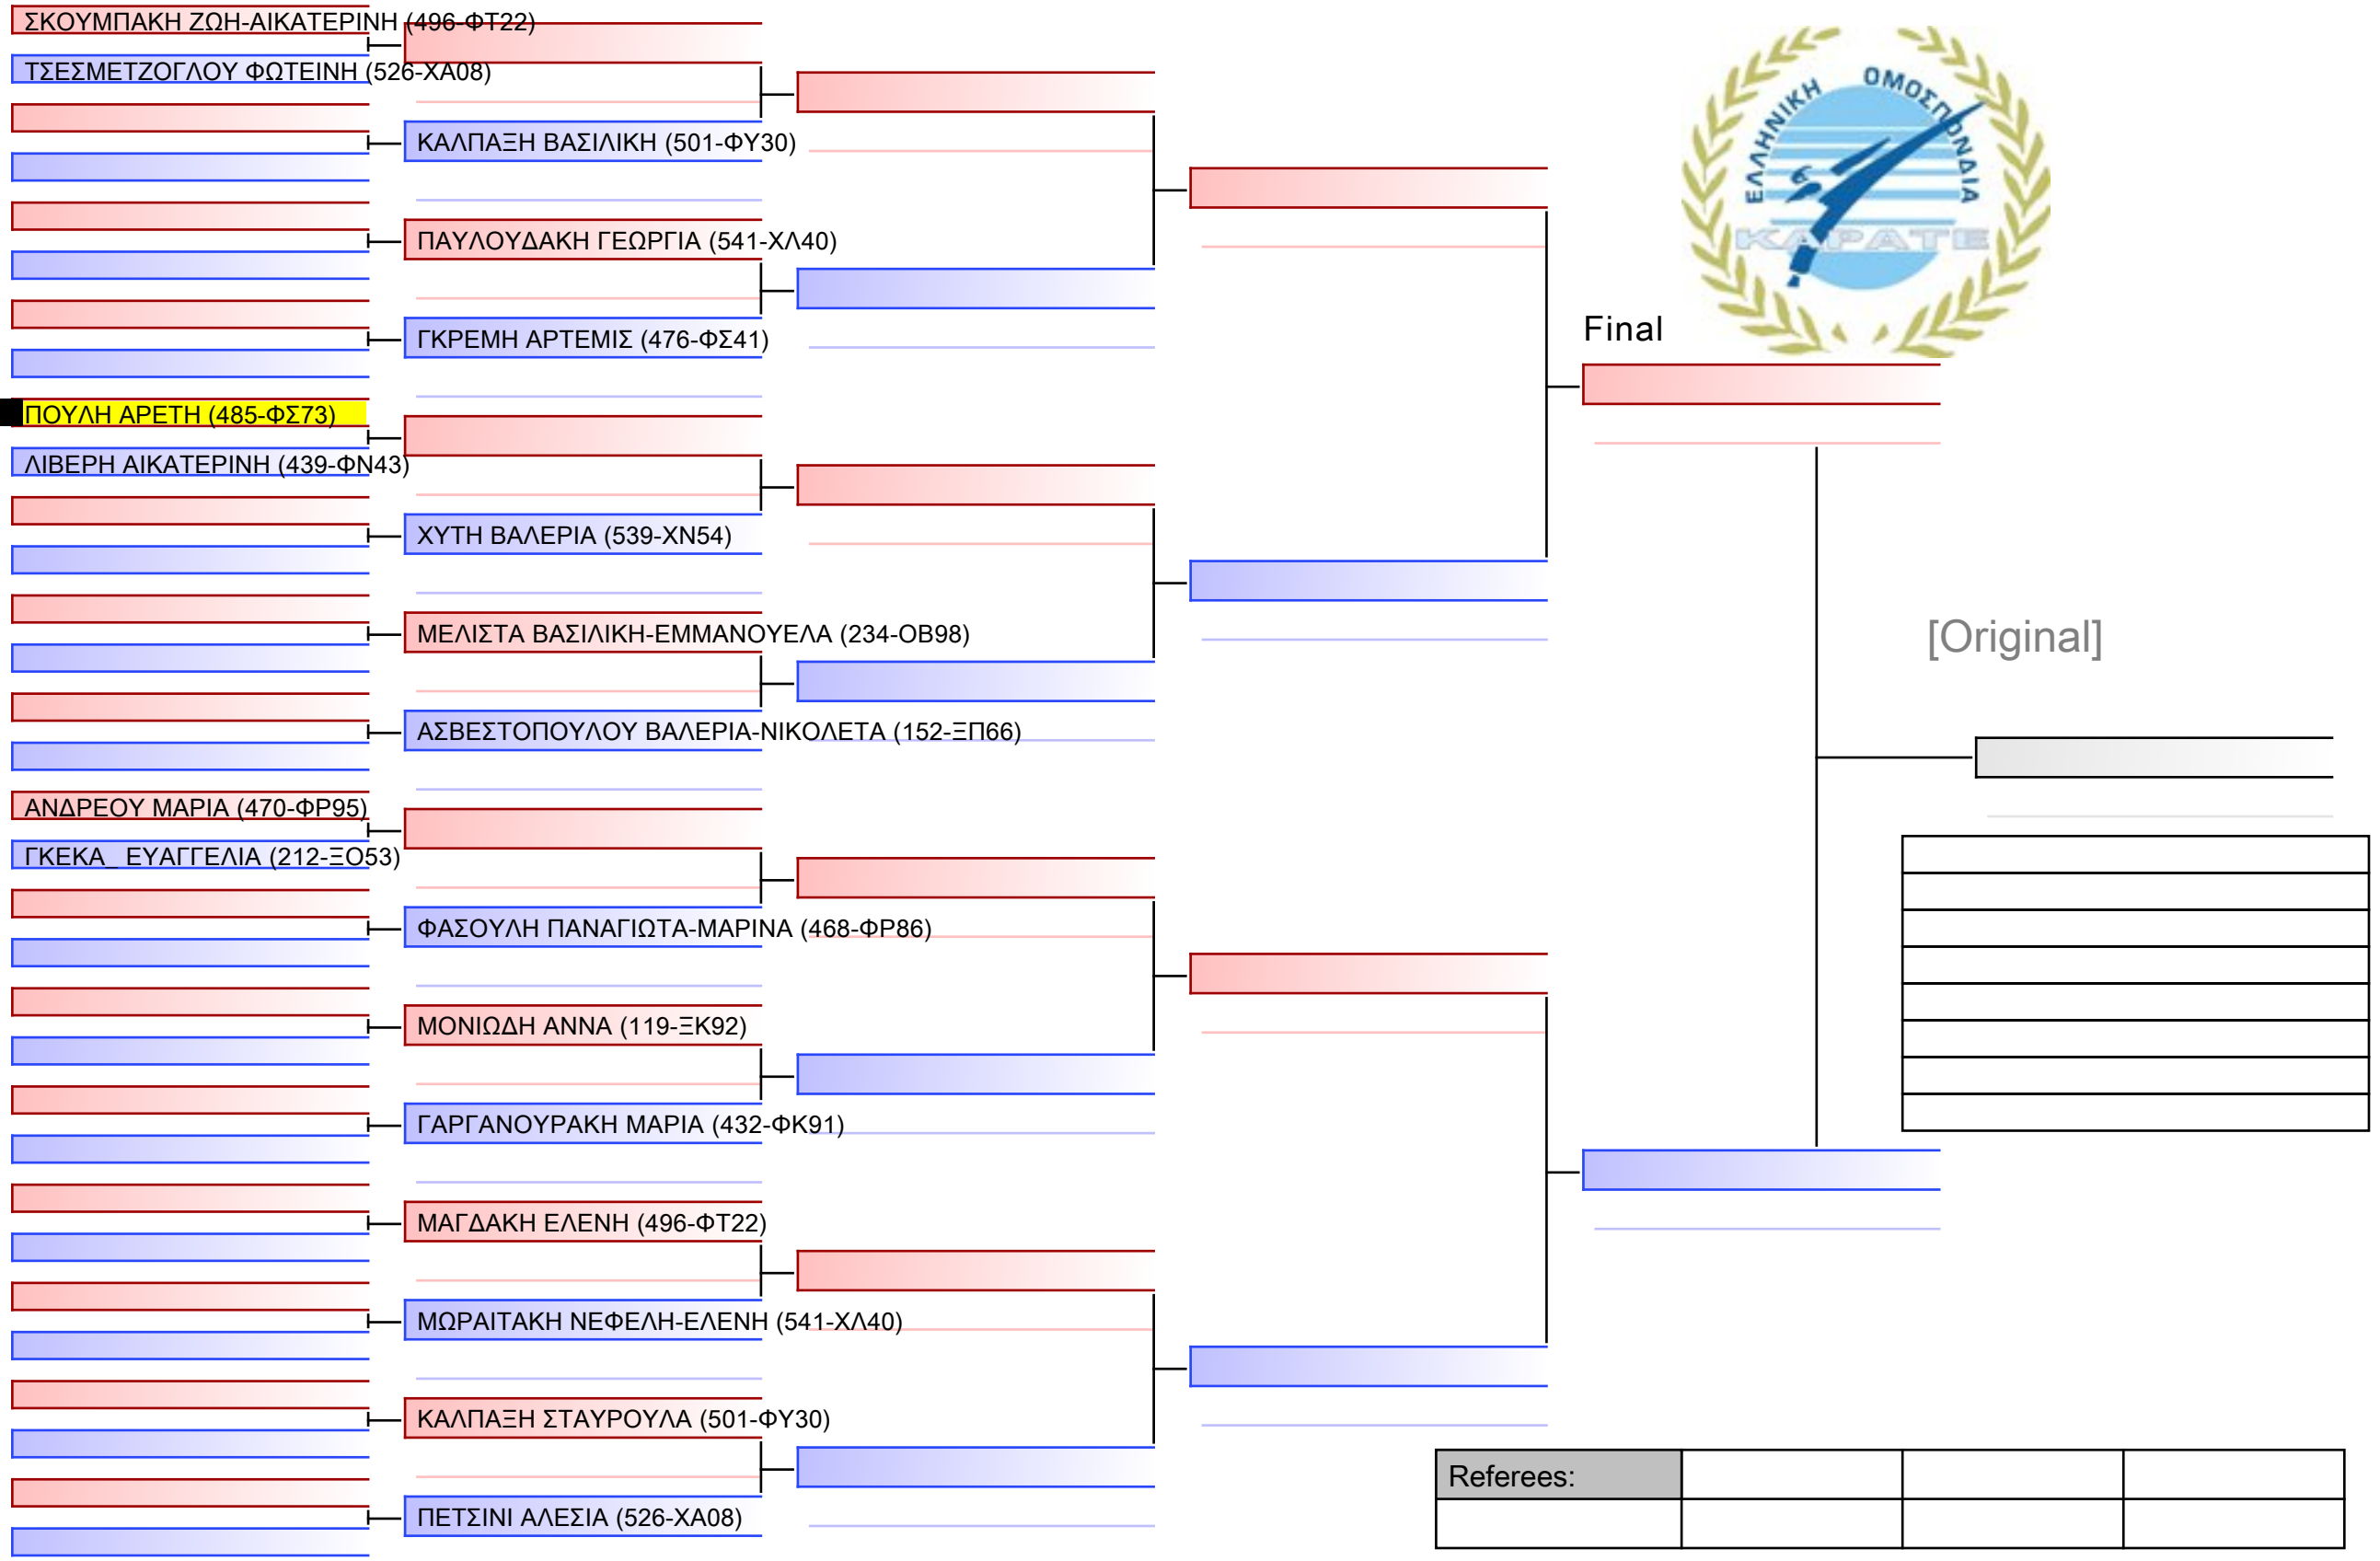 ΣΚΟΥΜΠΑΚΗ ΖΩΗ-ΑΙΚΑΤΕΡΙΝΗ (496-ΦΤ22)
ΤΣΕΣΜΕΤΖΟΓΛΟΥ ΦΩΤΕΙΝΗ (526-ΧΑ08)
ΚΑΛΠΑΞΗ ΒΑΣΙΛΙΚΗ (501-ΦΥ30)
ΠΑΥΛΟΥΔΑΚΗ ΓΕΩΡΓΙΑ (541-ΧΛ40)
ΓΚΡΕΜΗ ΑΡΤΕΜΙΣ (476-ΦΣ41)
ΠΟΥΛΗ ΑΡΕΤΗ (485-ΦΣ73)
ΛΙΒΕΡΗ ΑΙΚΑΤΕΡΙΝΗ (439-ΦΝ43)
ΧΥΤΗ ΒΑΛΕΡΙΑ (539-ΧΝ54)
ΜΕΛΙΣΤΑ ΒΑΣΙΛΙΚΗ-ΕΜΜΑΝΟΥΕΛΑ (234-ΟΒ98)
ΑΣΒΕΣΤΟΠΟΥΛΟΥ ΒΑΛΕΡΙΑ-ΝΙΚΟΛΕΤΑ (152-ΞΠ66)
ΑΝΔΡΕΟΥ ΜΑΡΙΑ (470-ΦΡ95)
ΓΚΕΚΑ_ ΕΥΑΓΓΕΛΙΑ (212-ΞΟ53)
ΦΑΣΟΥΛΗ ΠΑΝΑΓΙΩΤΑ-ΜΑΡΙΝΑ (468-ΦΡ86)
ΜΟΝΙΩΔΗ ΑΝΝΑ (119-ΞΚ92)
ΓΑΡΓΑΝΟΥΡΑΚΗ ΜΑΡΙΑ (432-ΦΚ91)
ΜΑΓΔΑΚΗ ΕΛΕΝΗ (496-ΦΤ22)
ΜΩΡΑΙΤΑΚΗ ΝΕΦΕΛΗ-ΕΛΕΝΗ (541-ΧΛ40)
ΚΑΛΠΑΞΗ ΣΤΑΥΡΟΥΛΑ (501-ΦΥ30)
ΠΕΤΣΙΝΙ ΑΛΕΣΙΑ (526-ΧΑ08)
ΕΛΛΗΝΙΚΗ ΟΜΟΣΠΟΝΔΙΑ
ΚΑΡΑΤΕ
Final
[Original]
Referees: